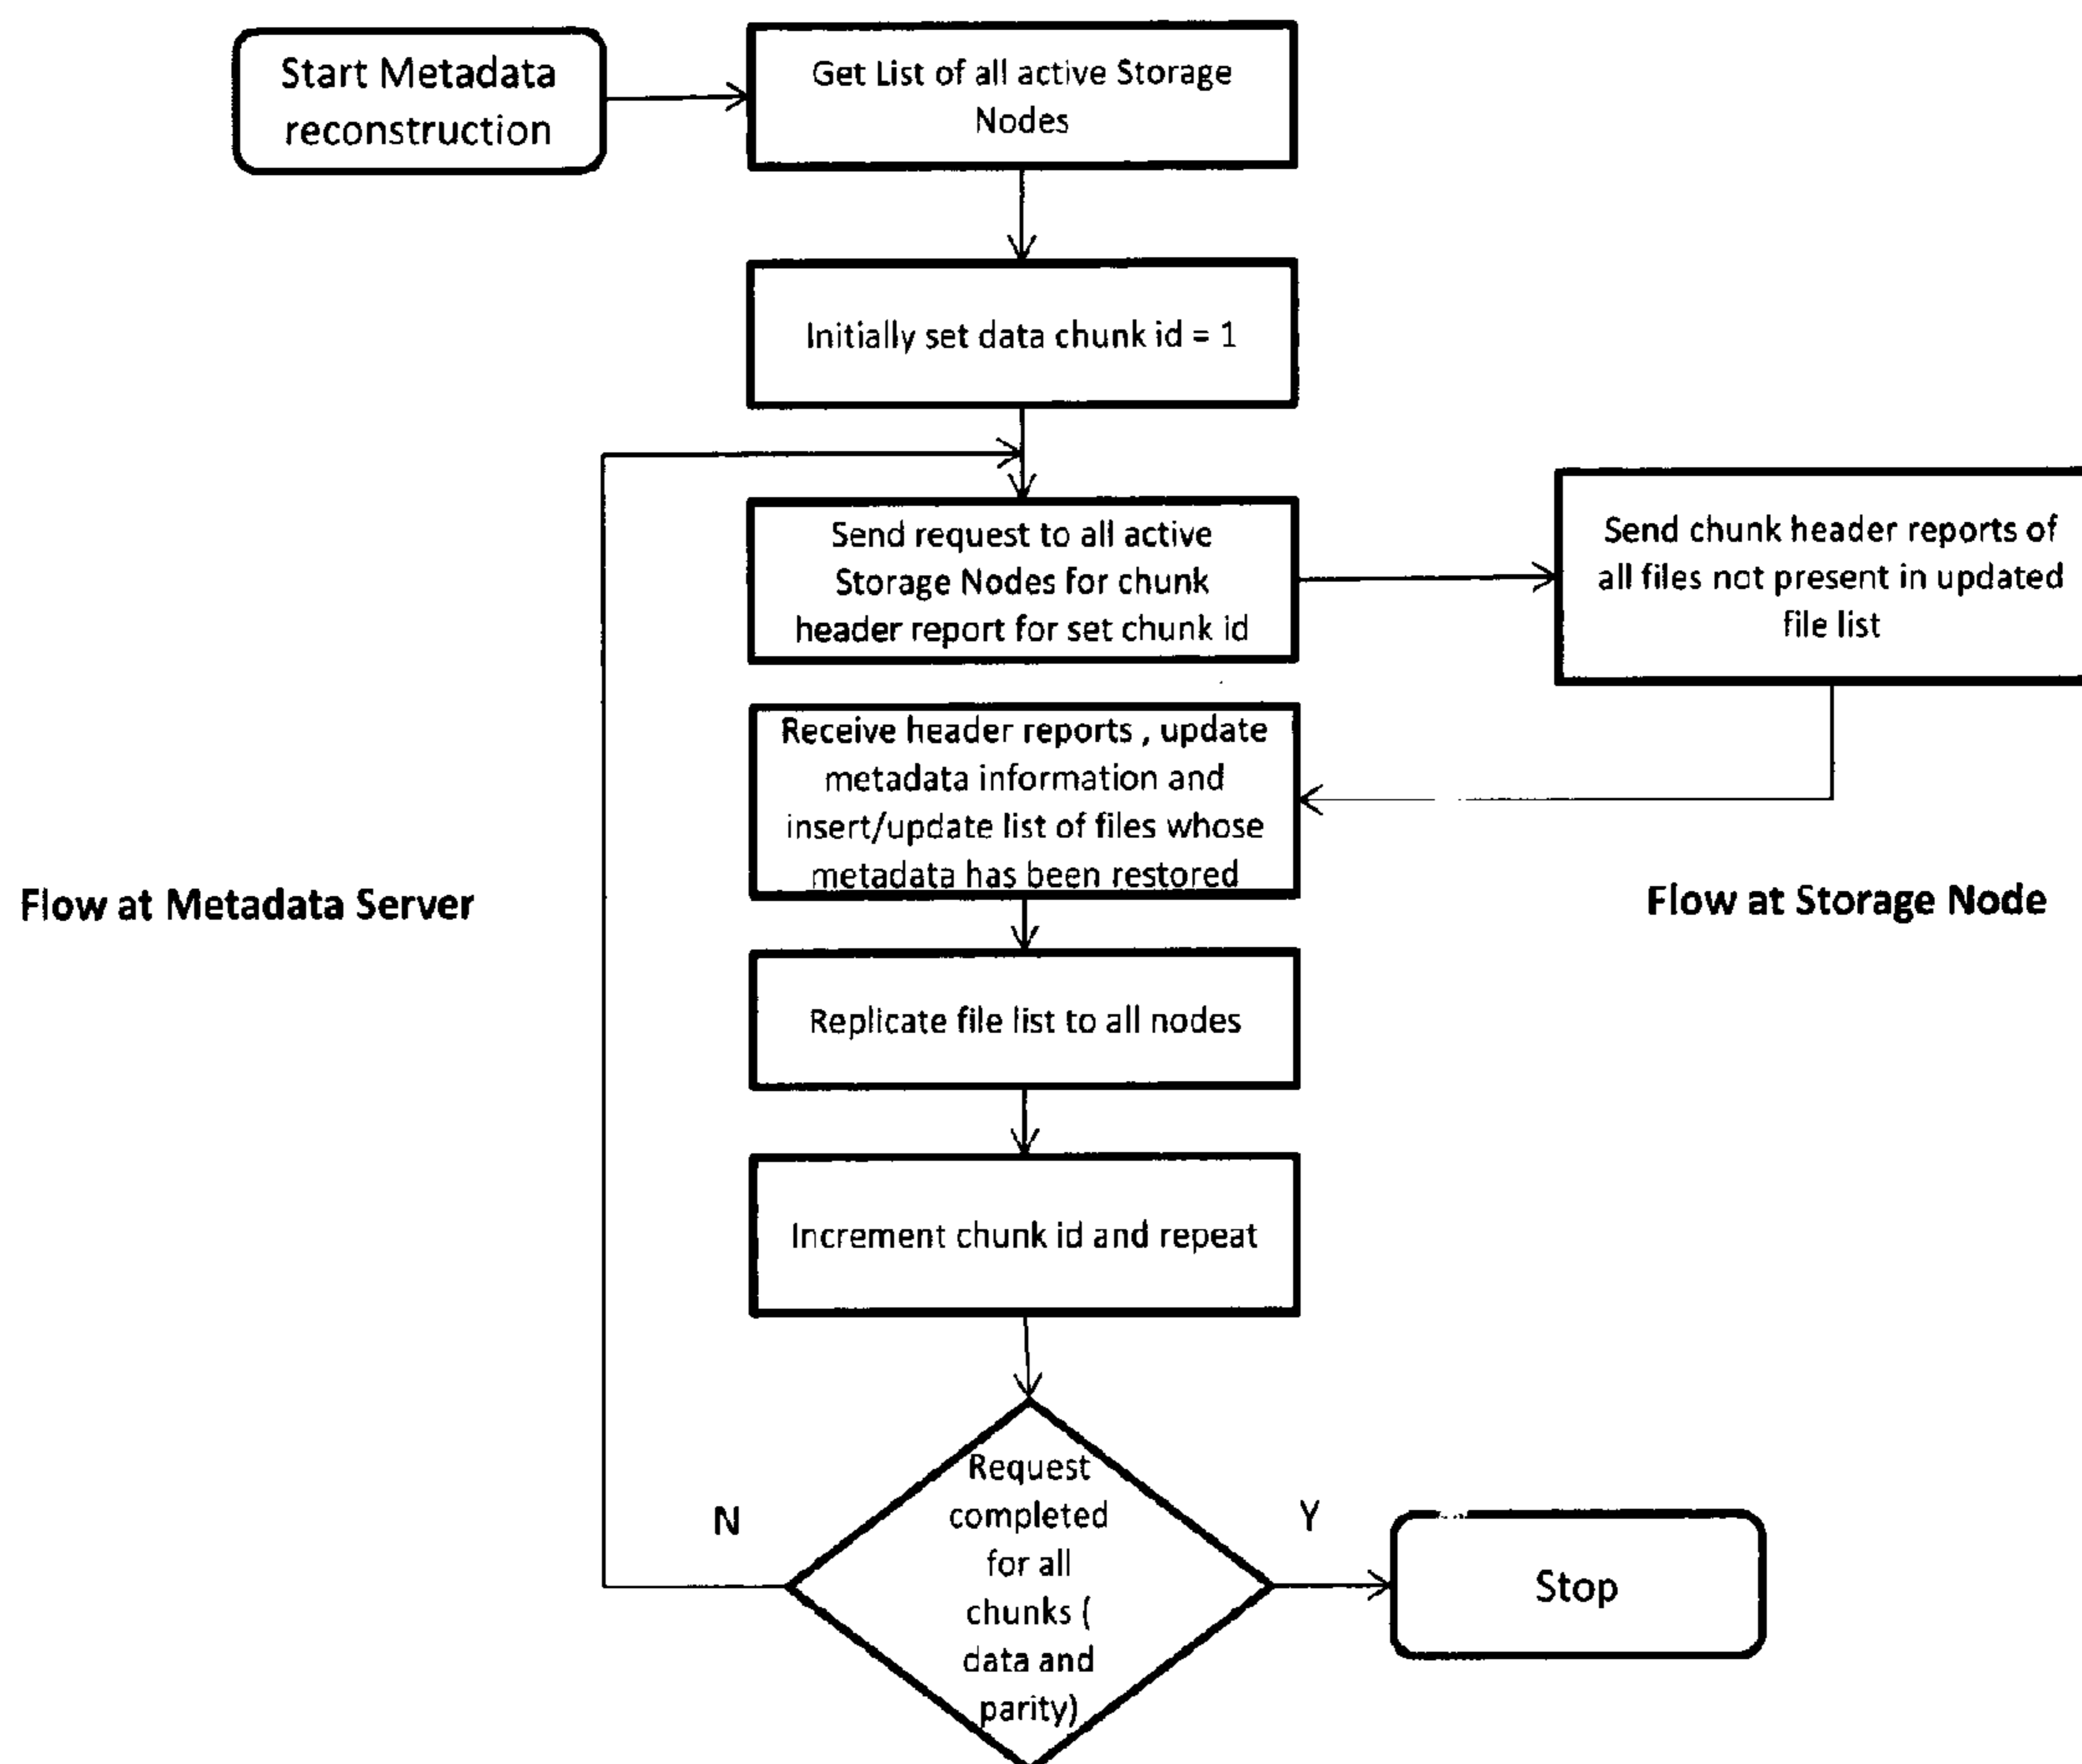 Start Metadata
reconstruction
Get List of all active Storage
Nodes
Initially set data chunk id = 1
Send request to all active
Storage Nodes for chunk
header report for set chunk id
Send chunk header reports of
all files not present in updated
file list
Receive header reports , update
metadata information and
insert/update list of files whose
metadata has been restored
Flow at Metadata Server
Flow at Storage Node
Replicate file list to all nodes
Increment chunk id and repeat
Request
completed
for all
chunks (
data and
parity)
N
Y
Stop